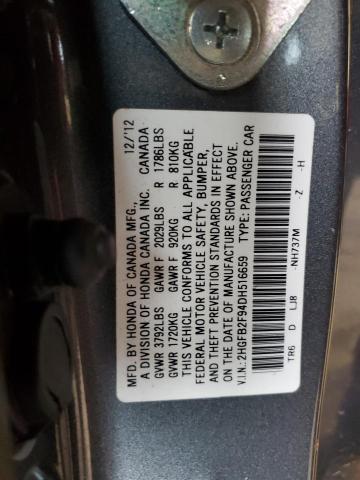 MFD. BY HONDA OF CANADA MFG., 12/'12
A DIVISION OF HONDA CANADA INC. CANADA
GVWR 3792LBS GAWR F 2029LBS R 1786LBS
GVWR 1720KG GAWR F 920KG R 810KG
THIS VEHICLE CONFORMS TO ALL APPLICABLE
FEDERAL MOTOR VEHICLE SAFETY, BUMPER,
AND THEFT PREVENTION STANDARDS IN EFFECT
ON THE DATE OF MANUFACTURE SHOWN ABOVE.
V.I.N.: 2HGFB2F94DH516659 TYPE: PASSENGER CAR
TR6 D LJ8 -NH737M -Z -H